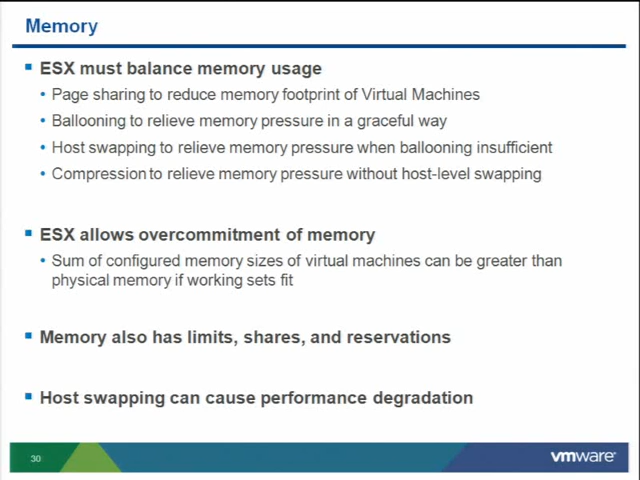 Memory
ESX must balance memory usage
• Page sharing to reduce memory footprint of Virtual Machines
• Ballooning to relieve memory pressure in a graceful way
• Host swapping to relieve memory pressure when ballooning insufficient
• Compression to relieve memory pressure without host-level swapping
ESX allows overcommitment of memory
• Sum of configured memory sizes of virtual machines can be greater than
physical memory if working sets fit
Memory also has limits, shares, and reservations
Host swapping can cause performance degradation
30
vmware